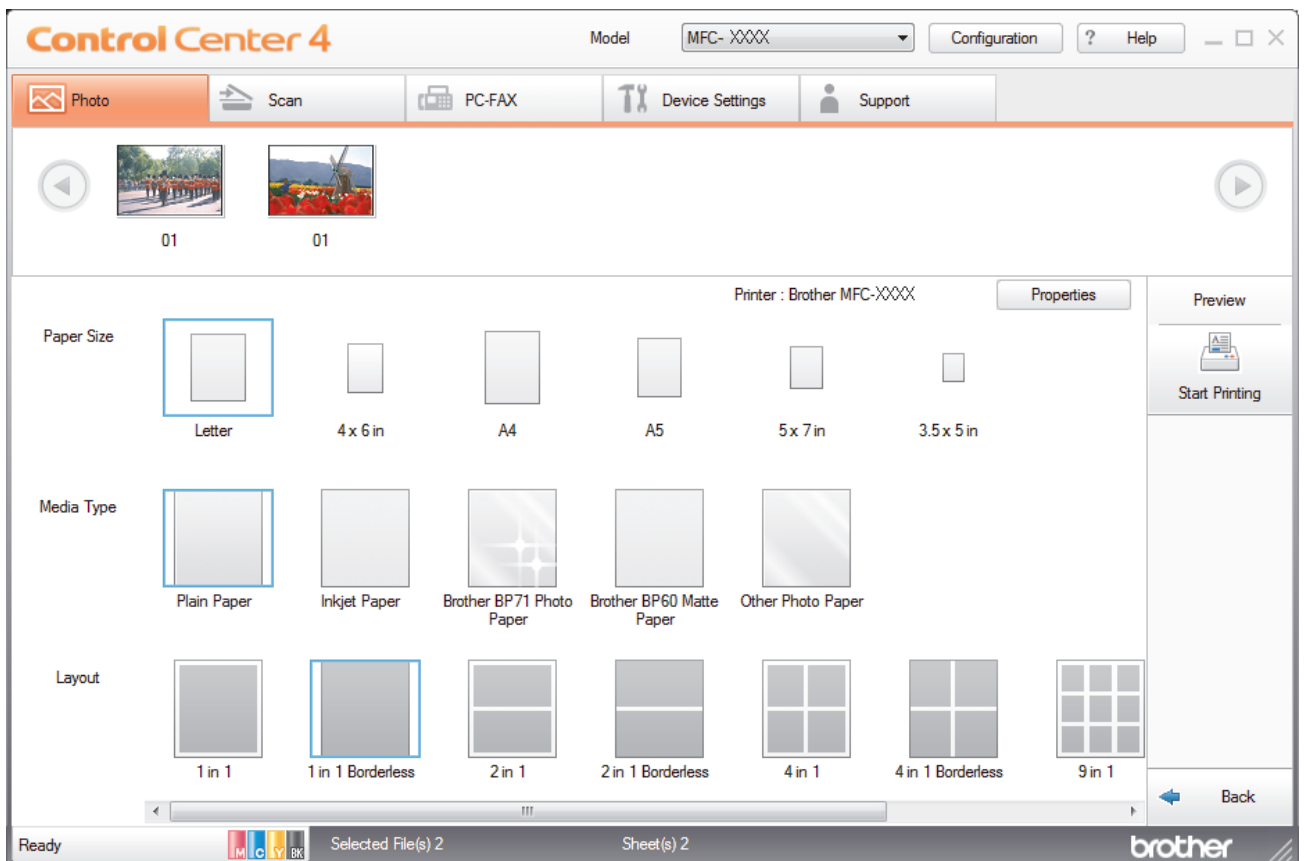 Control Center 4
Model MFC- XXXX Configuration ? Help
Photo Scan PC-FAX Device Settings Support
01 01
Printer : Brother MFC-XXXX Properties Preview
Paper Size
Start Printing
Letter 4 x 6 in A4 A5 5 x 7 in 3.5 x 5 in
Media Type
Plain Paper Inkjet Paper Brother BP71 Photo Brother BP60 Matte Other Photo Paper
Paper Paper
Layout
1 in 1 1 in 1 Borderless 2 in 1 2 in 1 Borderless 4 in 1 4 in 1 Borderless 9 in 1
Back
Ready M C Y BK Selected File(s) 2 Sheet(s) 2 brother